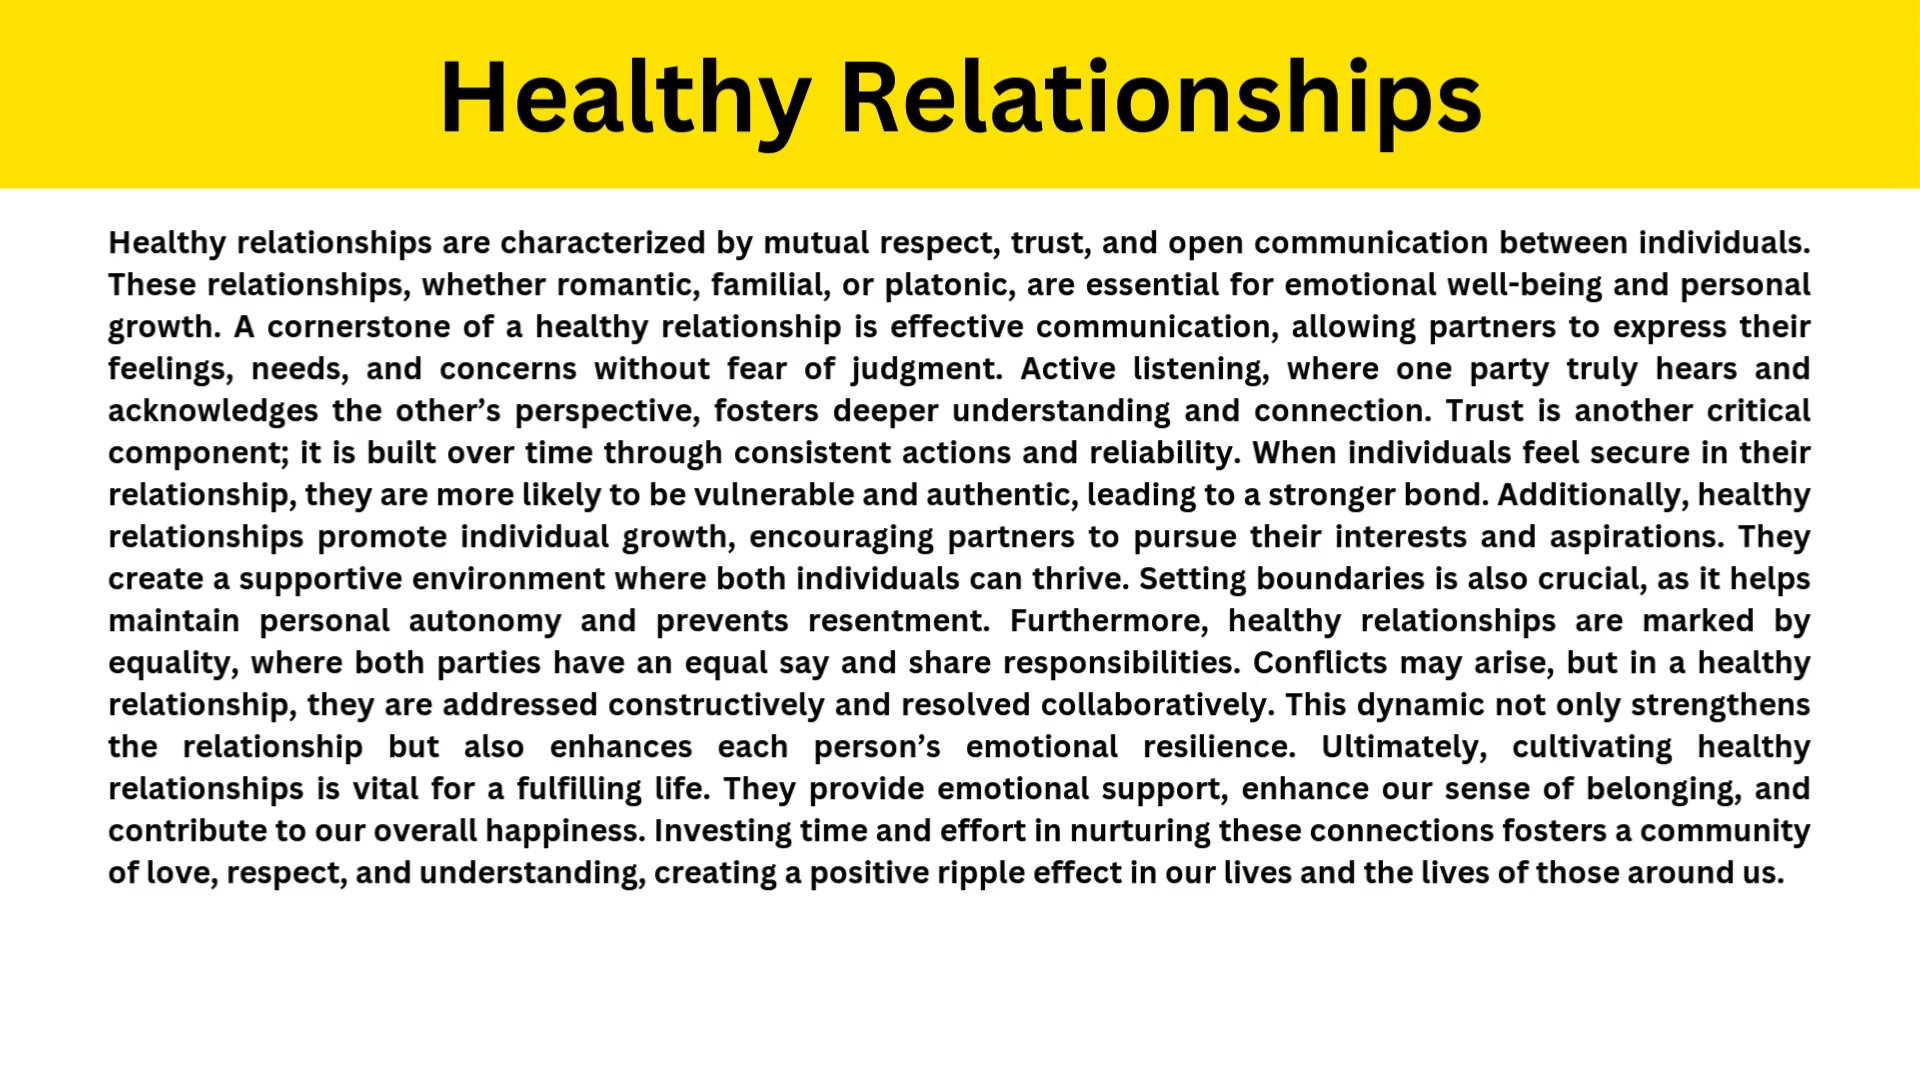 Healthy Relationships
Healthy relationships are characterized by mutual respect, trust, and open communication between individuals.
These relationships, whether romantic, familial, or platonic, are essential for emotional well-being and personal
growth. A cornerstone of a healthy relationship is effective communication, allowing partners to express their
feelings, needs, and concerns without fear of judgment. Active listening, where one party truly hears and
acknowledges the other’s perspective, fosters deeper understanding and connection. Trust is another critical
component; it is built over time through consistent actions and reliability. When individuals feel secure in their
relationship, they are more likely to be vulnerable and authentic, leading to a stronger bond. Additionally, healthy
relationships promote individual growth, encouraging partners to pursue their interests and aspirations. They
create a supportive environment where both individuals can thrive. Setting boundaries is also crucial, as it helps
maintain personal autonomy and prevents resentment. Furthermore, healthy relationships are marked by
equality, where both parties have an equal say and share responsibilities. Conflicts may arise, but in a healthy
relationship, they are addressed constructively and resolved collaboratively. This dynamic not only strengthens
the relationship but also enhances each person’s emotional resilience. Ultimately, cultivating healthy
relationships is vital for a fulfilling life. They provide emotional support, enhance our sense of belonging, and
contribute to our overall happiness. Investing time and effort in nurturing these connections fosters a community
of love, respect, and understanding, creating a positive ripple effect in our lives and the lives of those around us.